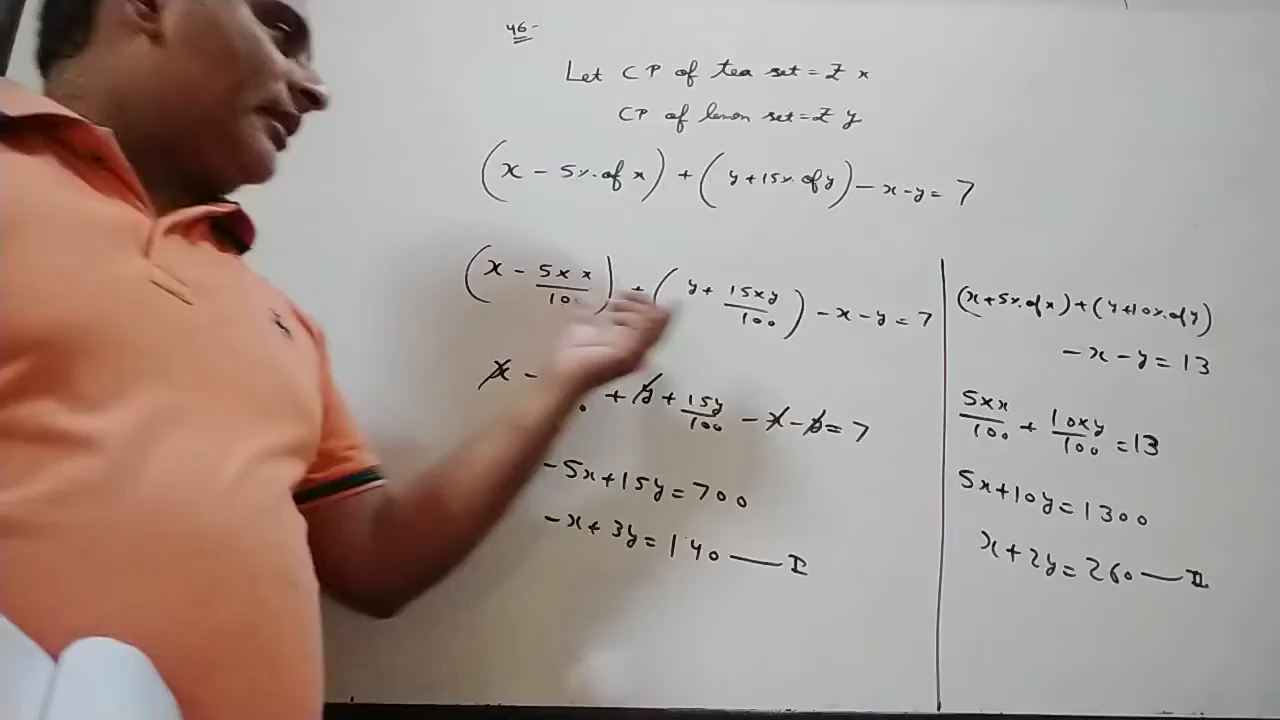 46-
Let CP of tea set = ₹ x
CP of lemon set = ₹ y
(x - 5% of x) + (y + 15% of y) - x - y = 7
(x - 5×x/100) + (y + 15×y/100) - x - y = 7
x - + y + 15y/100 - x - y = 7
-5x + 15y = 700
-x + 3y = 140 — I
(x + 5% of x) + (y + 10% of y)
- x - y = 13
5×x/100 + 10×y/100 = 13
5x + 10y = 1300
x + 2y = 260 — II